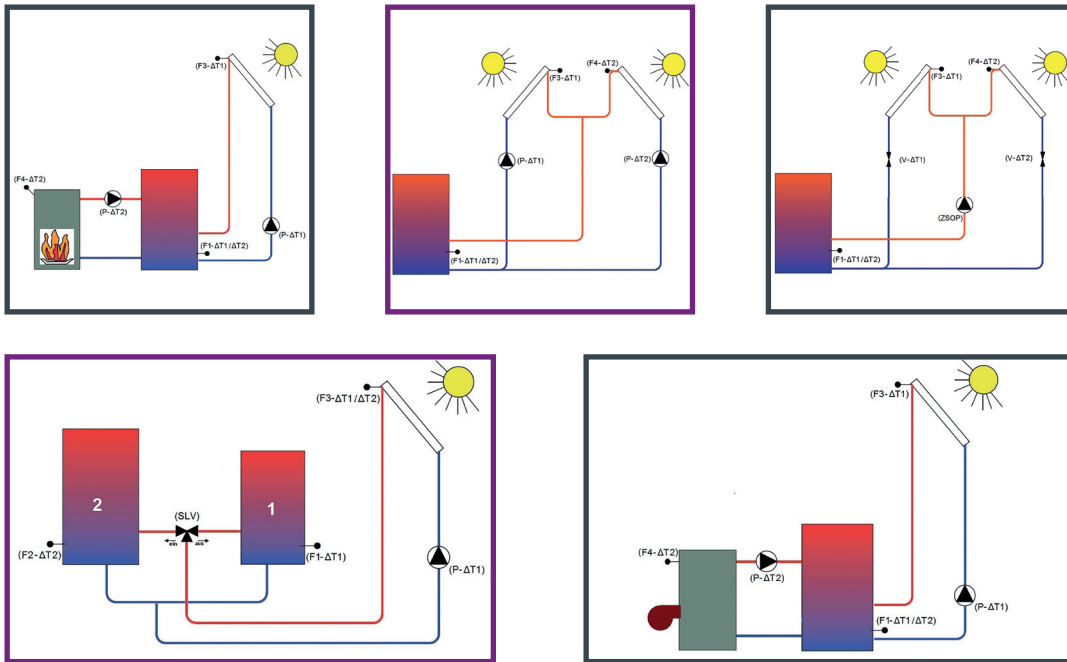 (F3-ΔT1)
(F4-ΔT2)
(P-ΔT2)
(F1-ΔT1/ΔT2)
(P-ΔT1)
(F3-ΔT1)
(F4-ΔT2)
(P-ΔT1)
(P-ΔT2)
(F1-ΔT1/ΔT2)
(F3-ΔT1)
(F4-ΔT2)
(V-ΔT1)
(V-ΔT2)
(ZSOP)
(F1-ΔT1/ΔT2)
(F3-ΔT1/ΔT2)
2
1
(SLV)
ein aus
(F2-ΔT2)
(F1-ΔT1)
(P-ΔT1)
(F3-ΔT1)
(F4-ΔT2)
(P-ΔT2)
(P-ΔT1)
(F1-ΔT1/ΔT2)